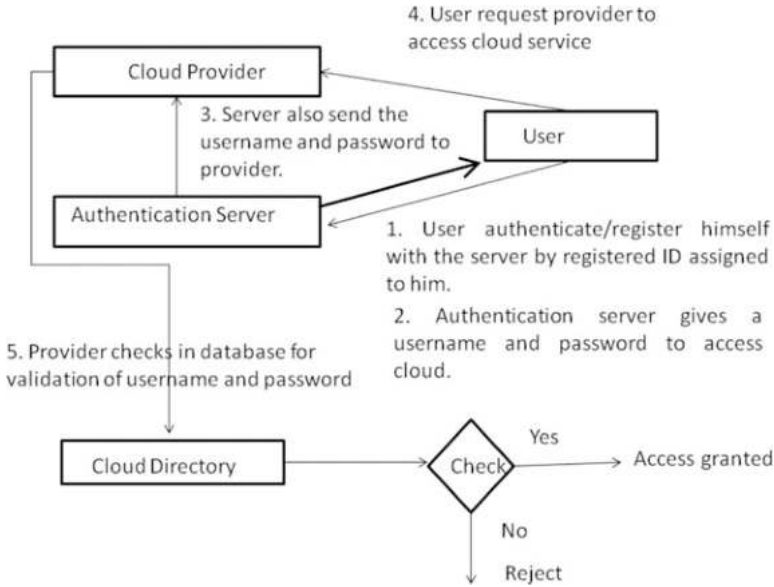 4. User request provider to
access cloud service
Cloud Provider
3. Server also send the
username and password to
provider.
User
Authentication Server
1. User authenticate/register himself
with the server by registered ID assigned
to him.
2. Authentication server gives a
username and password to access
cloud.
5. Provider checks in database for
validation of username and password
Cloud Directory
Check
Yes
Access granted
No
Reject